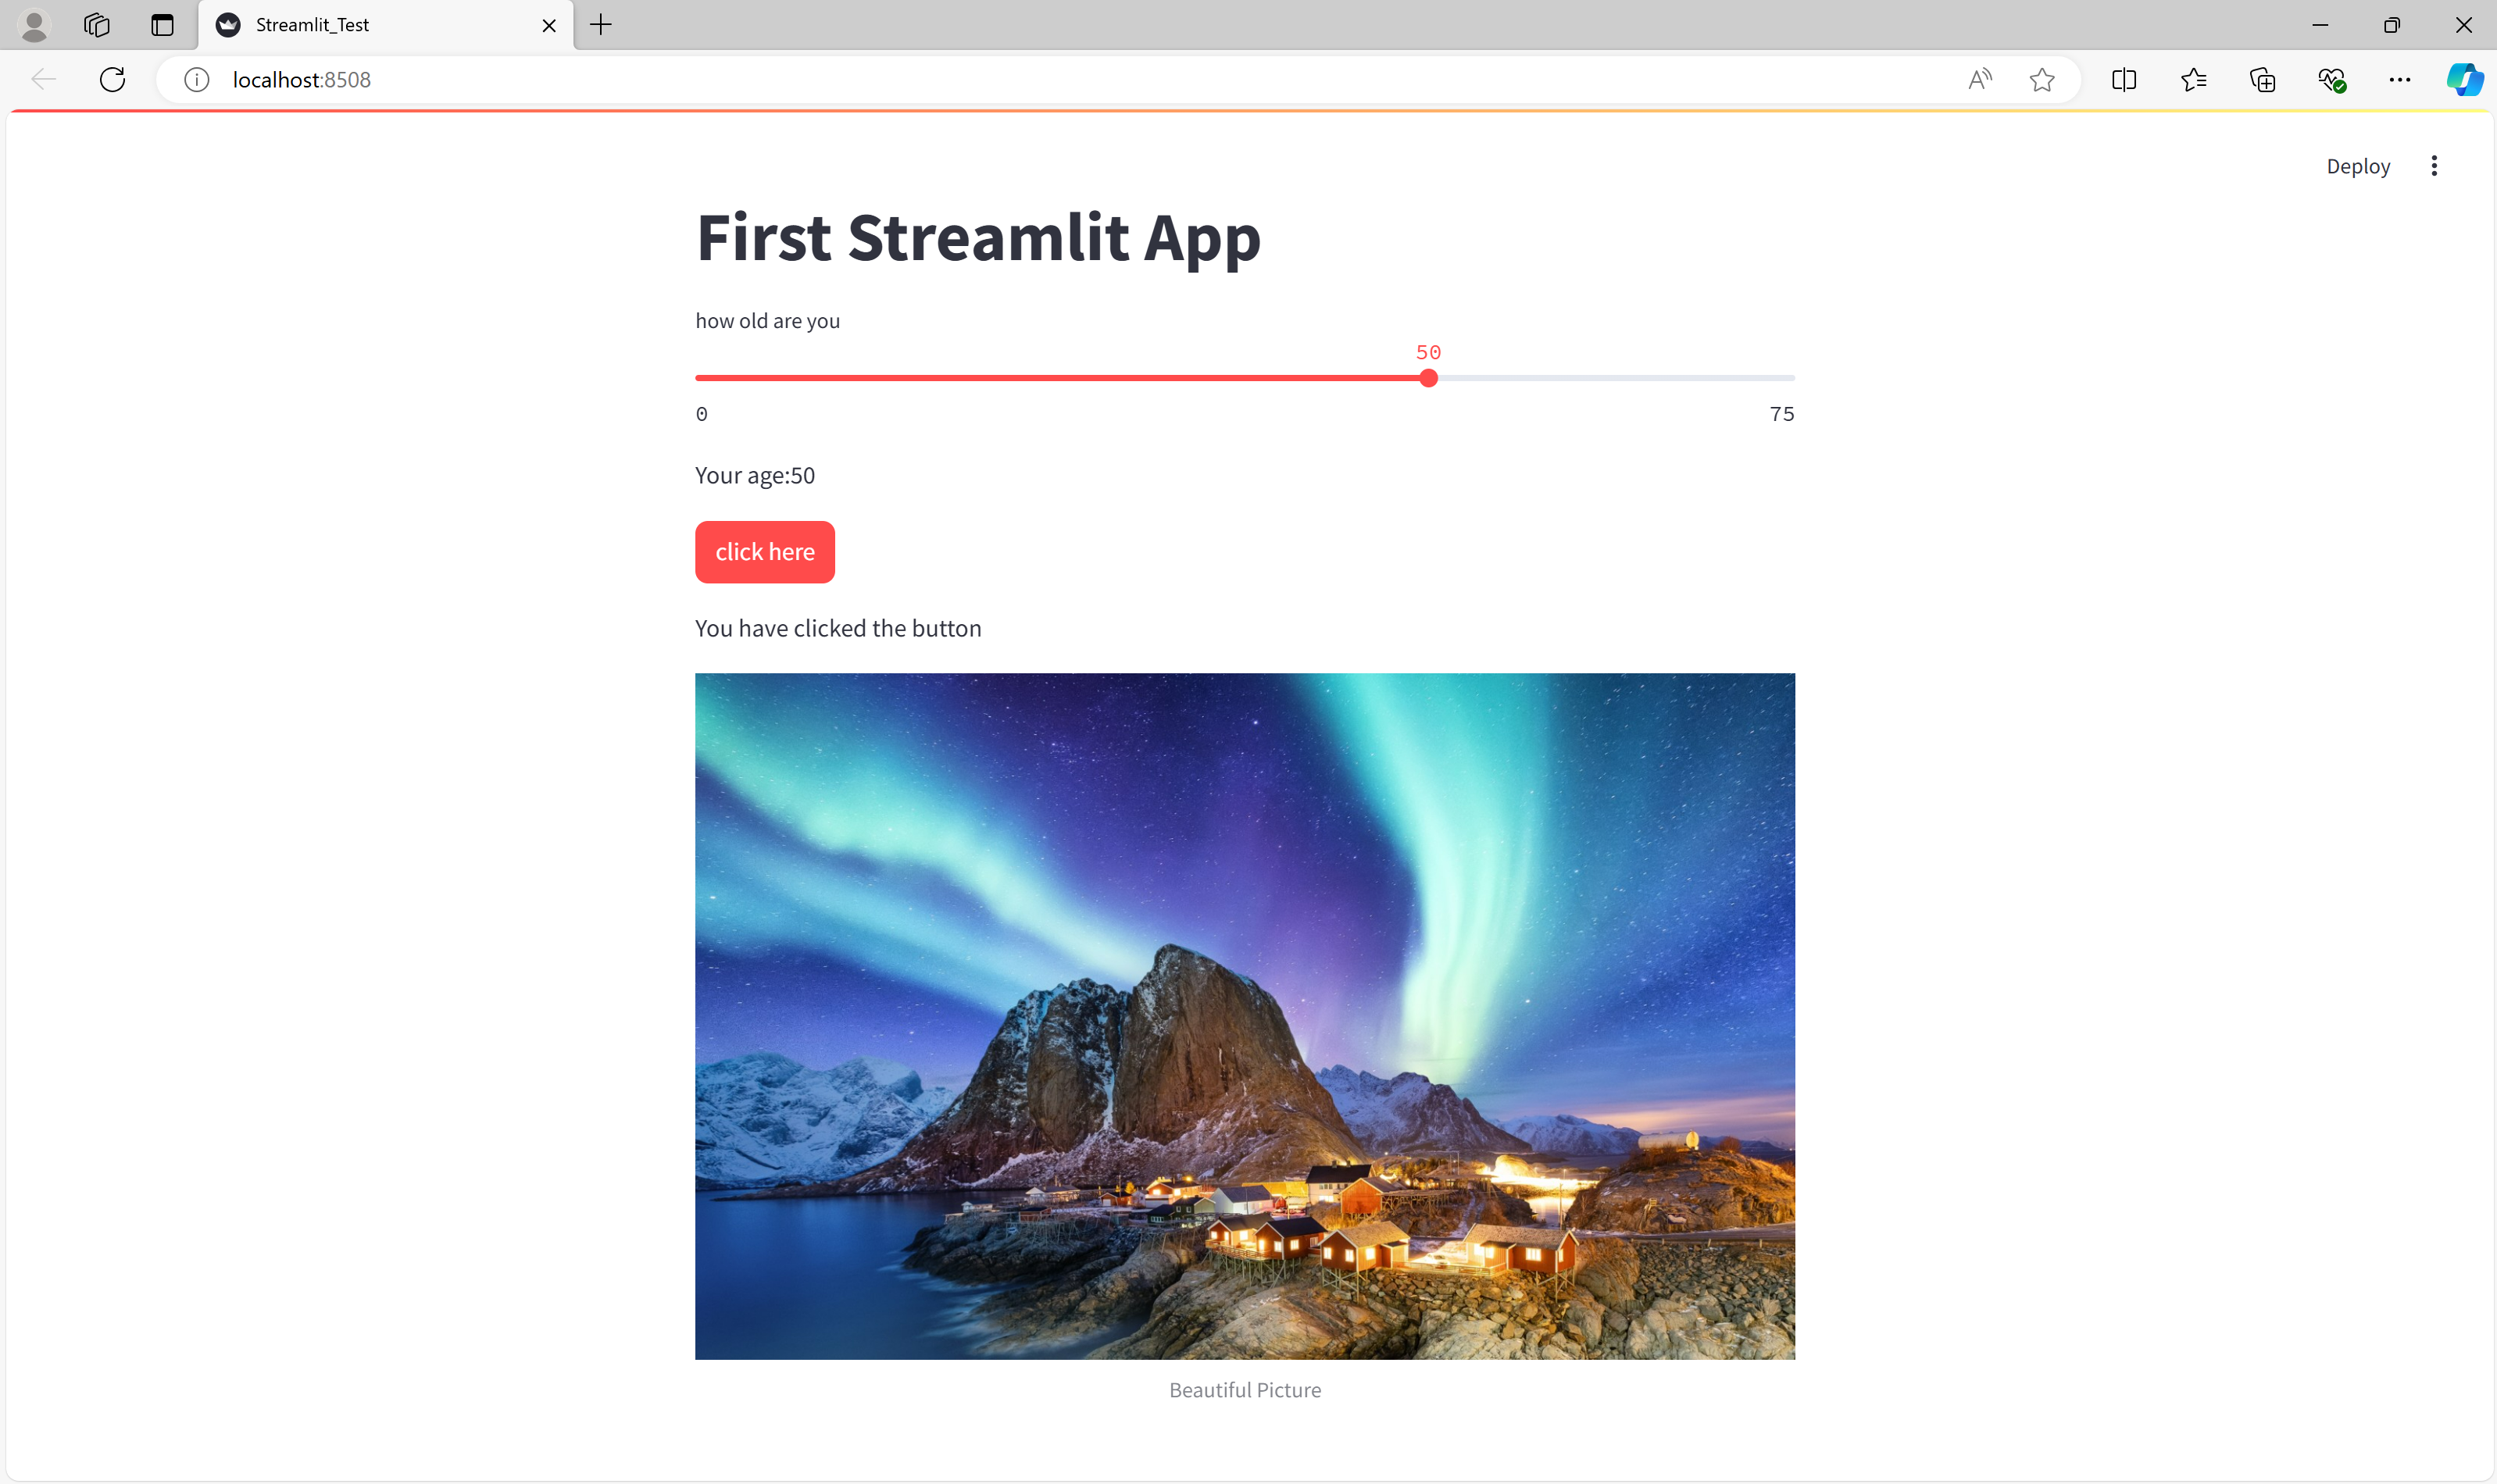 Streamlit_Test
localhost:8508
Deploy
First Streamlit App
how old are you
50
0
75
Your age:50
click here
You have clicked the button
Beautiful Picture